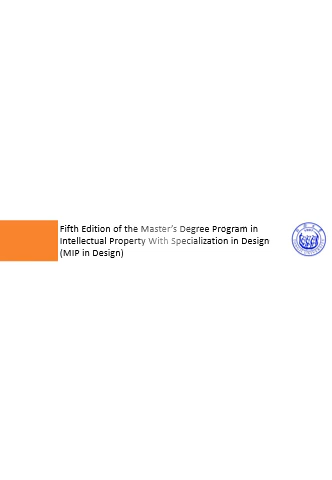 Fifth Edition of the Master's Degree Program in
Intellectual Property With Specialization in Design
(MIP in Design)